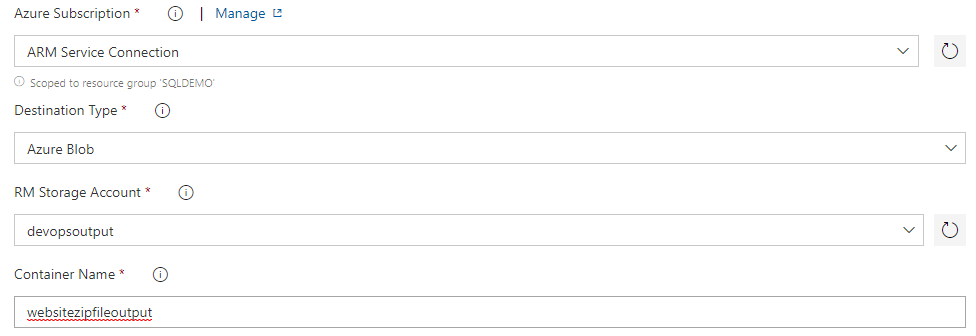 Azure Subscription * | Manage
ARM Service Connection
Scoped to resource group 'SQLDEMO'
Destination Type *
Azure Blob
RM Storage Account *
devopsoutput
Container Name *
websitezipfileoutput